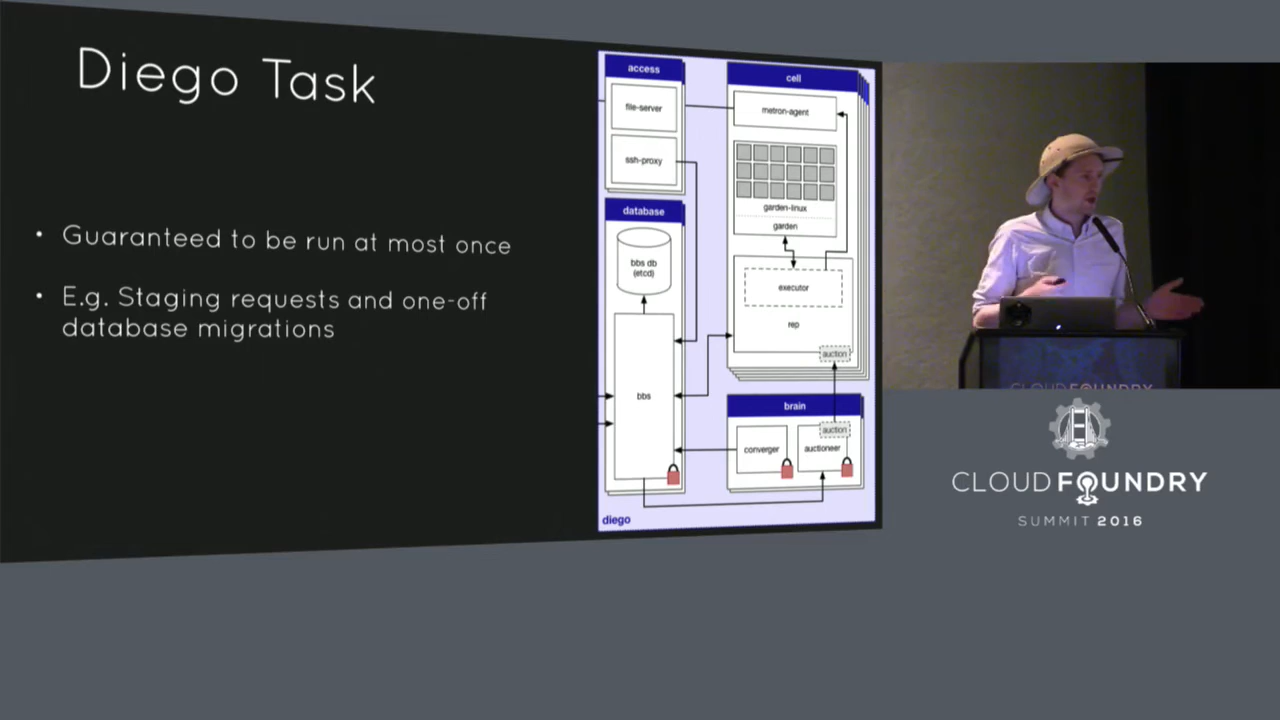 Diego Task
• Guaranteed to be run at most once
• E.g. Staging requests and one-off
database migrations
access
file-server
ssh-proxy
database
bbs db
(etcd)
bbs
diego
cell
metron-agent
garden-linux
garden
executor
rep
auction
brain
auction
converger
auctioneer
CLOUD FOUNDRY
CLOUD FOUNDRY
SUMMIT 2016